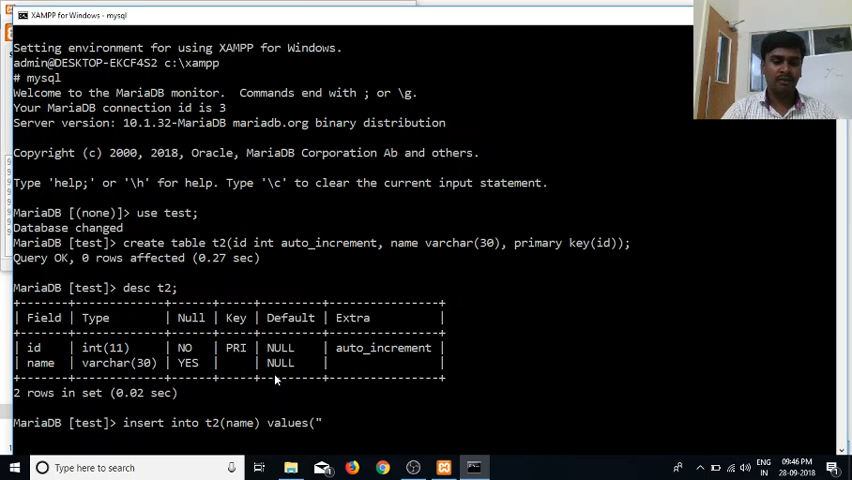 XAMPP for Windows - mysql
Setting environment for using XAMPP for Windows.
admin@DESKTOP-EKCF4S2 c:\xampp
# mysql
Welcome to the MariaDB monitor.  Commands end with ; or \g.
Your MariaDB connection id is 3
Server version: 10.1.32-MariaDB mariadb.org binary distribution
Copyright (c) 2000, 2018, Oracle, MariaDB Corporation Ab and others.
Type 'help;' or '\h' for help. Type '\c' to clear the current input statement.
MariaDB [(none)]> use test;
Database changed
MariaDB [test]> create table t2(id int auto_increment, name varchar(30), primary key(id));
Query OK, 0 rows affected (0.27 sec)
MariaDB [test]> desc t2;
+-------+-------------+------+-----+---------+----------------+
| Field | Type        | Null | Key | Default | Extra          |
+-------+-------------+------+-----+---------+----------------+
| id    | int(11)     | NO   | PRI | NULL    | auto_increment |
| name  | varchar(30) | YES  |     | NULL    |                |
+-------+-------------+------+-----+---------+----------------+
2 rows in set (0.02 sec)
MariaDB [test]> insert into t2(name) values("
Type here to search
ENG
IN
09:46 PM
18-09-2018